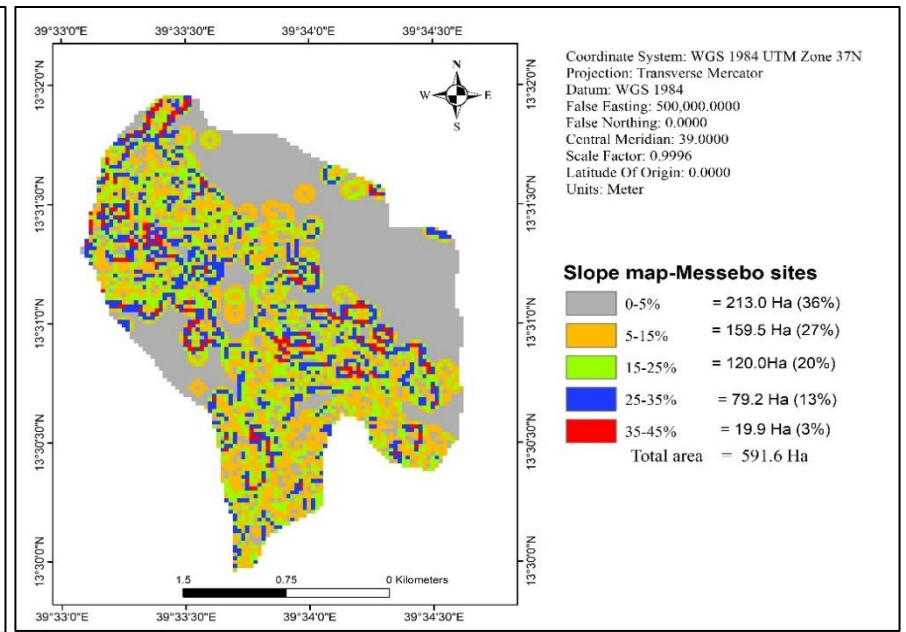 39°33'0"E 39°33'30"E 39°34'0"E 39°34'30"E
13°32'0"N 13°32'0"N
13°31'30"N 13°31'30"N
13°31'0"N 13°31'0"N
13°30'30"N 13°30'30"N
13°30'0"N 13°30'0"N
N
W E
S
1.5 0.75 0 Kilometers
39°33'0"E 39°33'30"E 39°34'0"E 39°34'30"E
Coordinate System: WGS 1984 UTM Zone 37N
Projection: Transverse Mercator
Datum: WGS 1984
False Easting: 500,000.0000
False Northing: 0.0000
Central Meridian: 39.0000
Scale Factor: 0.9996
Latitude Of Origin: 0.0000
Units: Meter
Slope map-Messebo sites
0-5% = 213.0 Ha (36%)
5-15% = 159.5 Ha (27%)
15-25% = 120.0Ha (20%)
25-35% = 79.2 Ha (13%)
35-45% = 19.9 Ha (3%)
Total area = 591.6 Ha